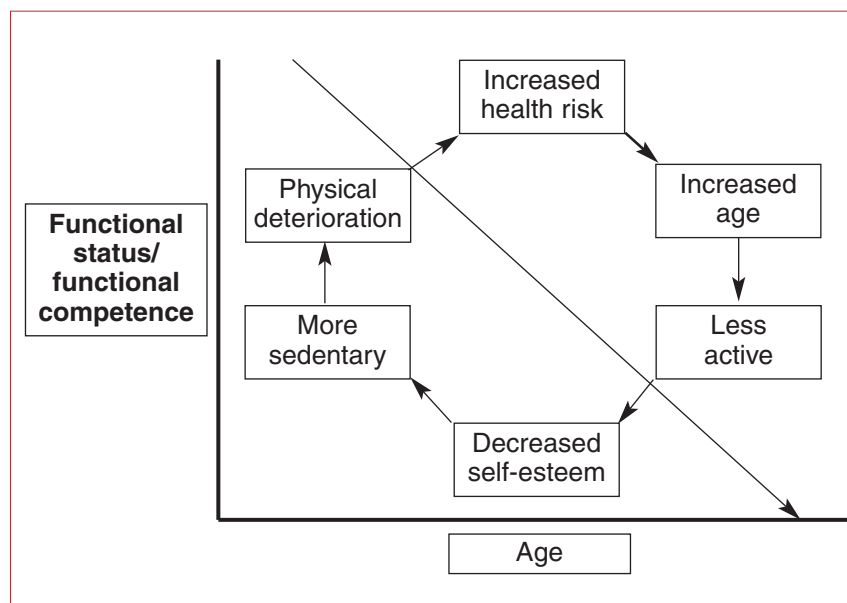 Increased
health risk
Physical
deterioration
Increased
age
Functional
status/
functional
competence
More
sedentary
Less
active
Decreased
self-esteem
Age